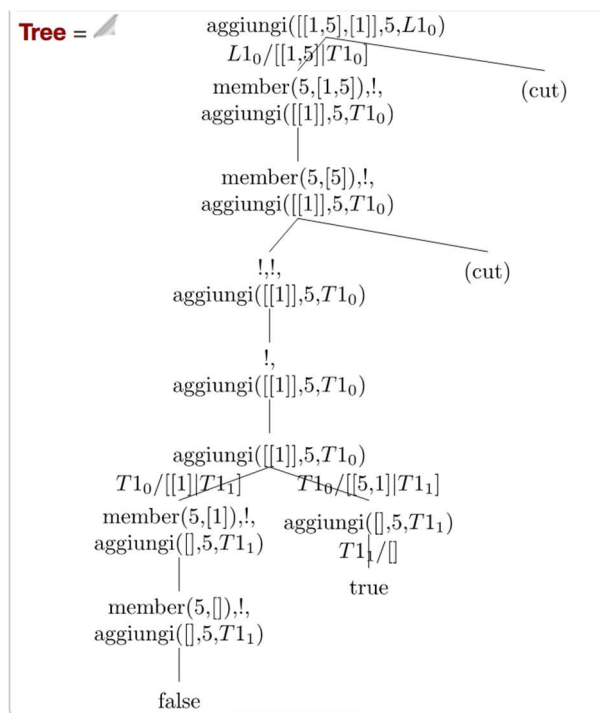 Tree =
aggiungi([[1,5],[1]],5,L1₀)
L1₀/[[1,5]|T1₀]
member(5,[1,5]),!,
aggiungi([[1]],5,T1₀)
(cut)
member(5,[5]),!,
aggiungi([[1]],5,T1₀)
!,!,
aggiungi([[1]],5,T1₀)
(cut)
!,
aggiungi([[1]],5,T1₀)
aggiungi([[1]],5,T1₀)
T1₀/[[1]|T1₁]
T1₀/[[5,1]|T1₁]
member(5,[1]),!,
aggiungi([],5,T1₁)
aggiungi([],5,T1₁)
T1₁/[]
true
member(5,[]),!,
aggiungi([],5,T1₁)
false